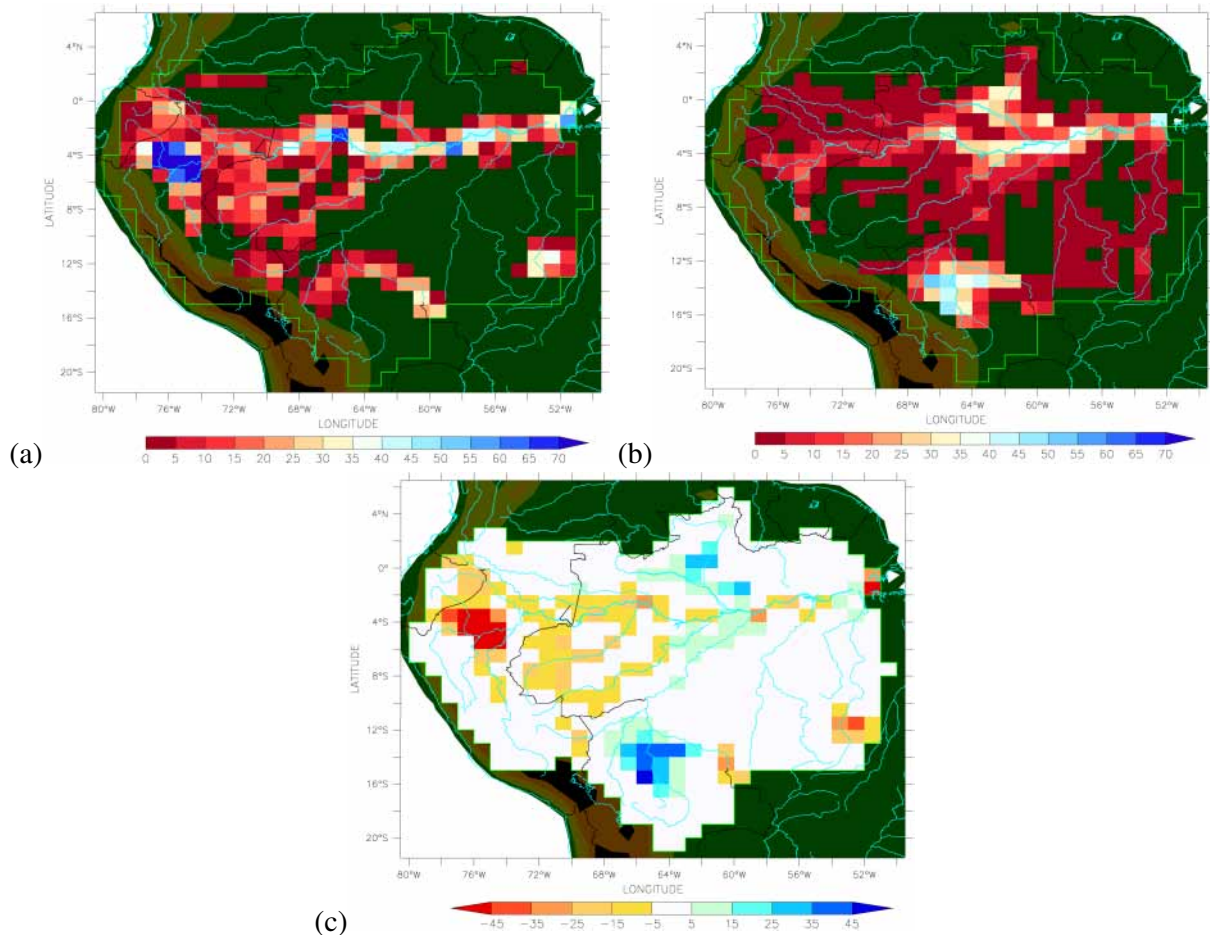 4°N
0°
4°S
8°S
12°S
16°S
20°S
LATITUDE
80°W 76°W 72°W 68°W 64°W 60°W 56°W 52°W
LONGITUDE
0 5 10 15 20 25 30 35 40 45 50 55 60 65 70
(a)
4°N
0°
4°S
8°S
12°S
16°S
20°S
LATITUDE
80°W 76°W 72°W 68°W 64°W 60°W 56°W 52°W
LONGITUDE
0 5 10 15 20 25 30 35 40 45 50 55 60 65 70
(b)
4°N
0°
4°S
8°S
12°S
16°S
20°S
LATITUDE
80°W 76°W 72°W 68°W 64°W 60°W 56°W 52°W
LONGITUDE
-45 -35 -25 -15 -5 5 15 25 35 45
(c)